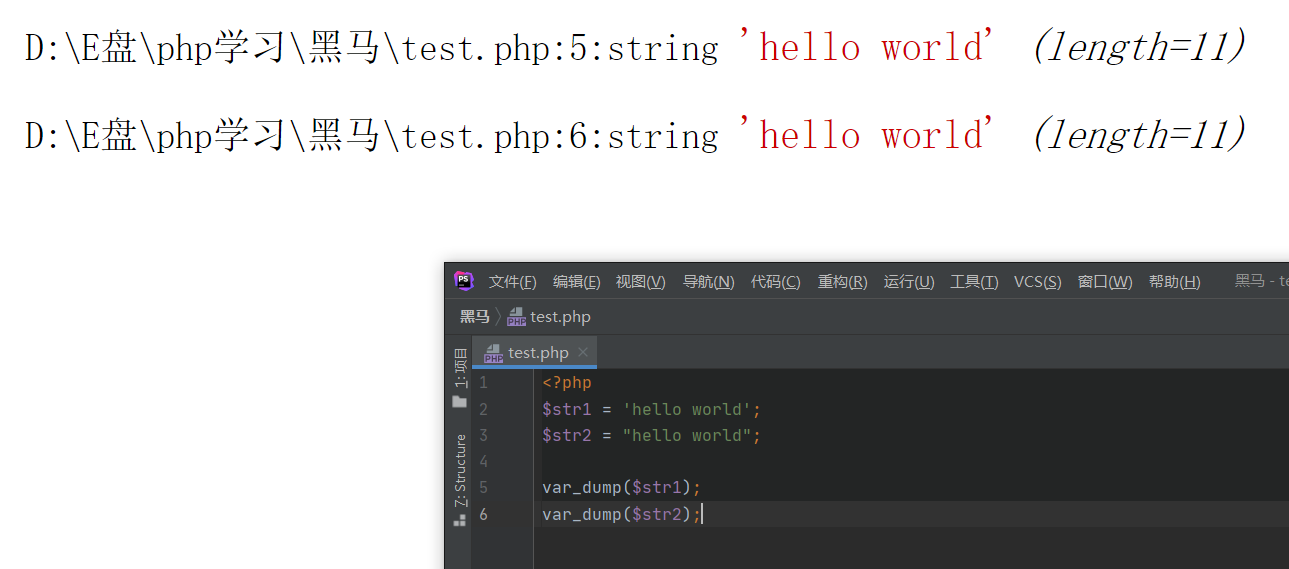 D:\E盘\php学习\黑马\test.php:5:string 'hello world' (length=11)
D:\E盘\php学习\黑马\test.php:6:string 'hello world' (length=11)
PS
文件(F) 编辑(E) 视图(V) 导航(N) 代码(C) 重构(R) 运行(U) 工具(T) VCS(S) 窗口(W) 帮助(H) 黑马 - te
黑马 〉 PHP test.php
1:项目
PHP test.php ×
1 <?php
2 $str1 = 'hello world';
3 $str2 = "hello world";
4
Z: Structure
5 var_dump($str1);
6 var_dump($str2);